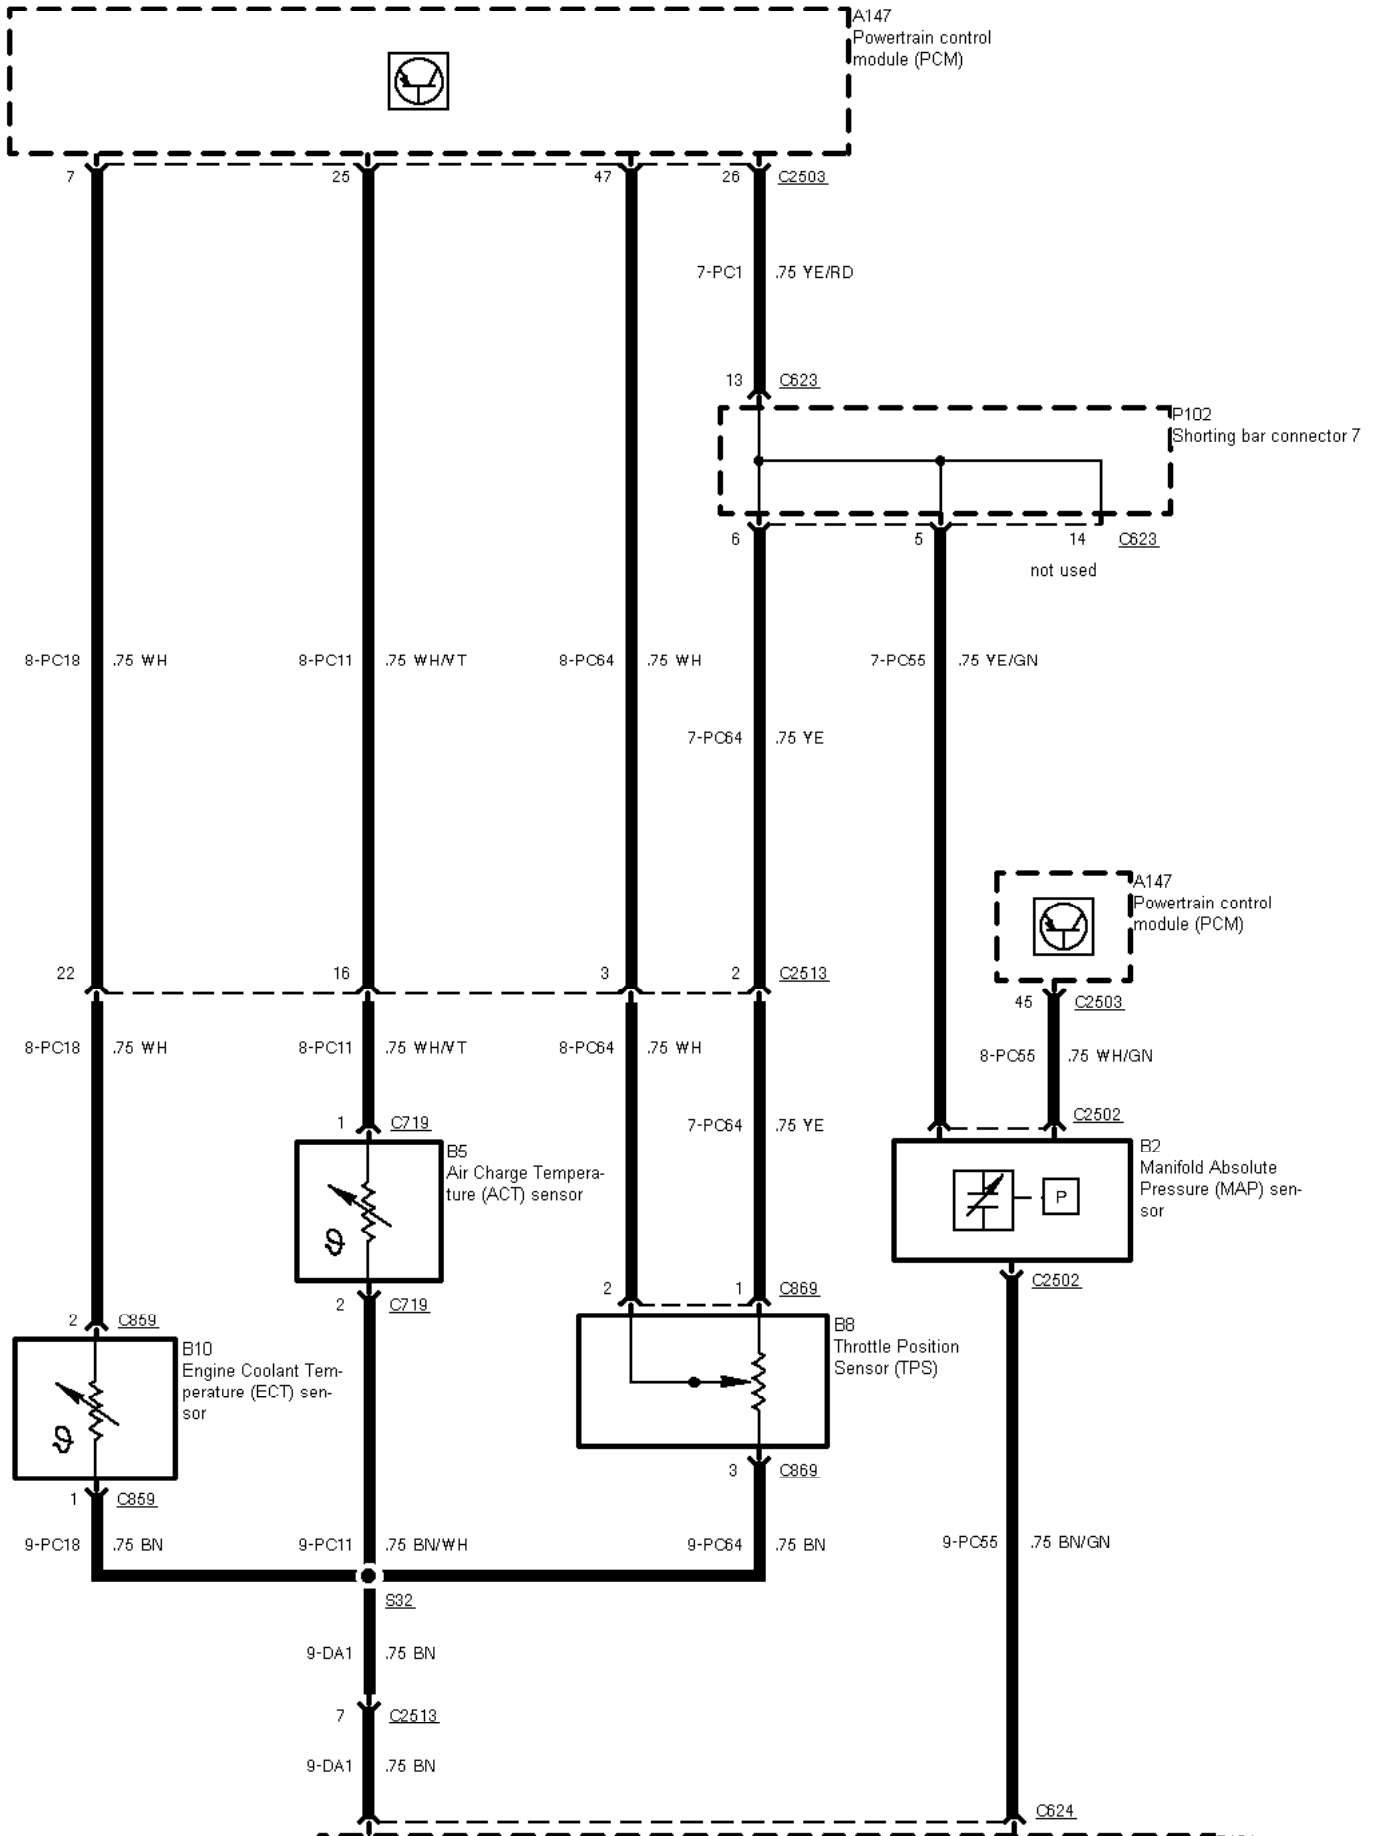 A147
Powertrain control
module (PCM)
7
25
47
26
C2503
7-PC1
.75 YE/RD
13
C623
P102
Shorting bar connector 7
6
5
14
C623
not used
8-PC18
.75 WH
8-PC11
.75 WH/VT
8-PC64
.75 WH
7-PC55
.75 YE/GN
7-PC64
.75 YE
A147
Powertrain control
module (PCM)
22
16
3
2
C2513
45
C2503
8-PC18
.75 WH
8-PC11
.75 WH/VT
8-PC64
.75 WH
8-PC55
.75 WH/GN
1
C719
7-PC64
.75 YE
C2502
B5
Air Charge Tempera-
ture (ACT) sensor
B2
Manifold Absolute
Pressure (MAP) sen-
sor
P
ϑ
2
C719
2
1
C869
C2502
2
C859
B10
Engine Coolant Tem-
perature (ECT) sen-
sor
ϑ
B8
Throttle Position
Sensor (TPS)
3
C869
1
C859
9-PC18
.75 BN
9-PC11
.75 BN/WH
9-PC64
.75 BN
9-PC55
.75 BN/GN
S32
9-DA1
.75 BN
7
C2513
9-DA1
.75 BN
C624